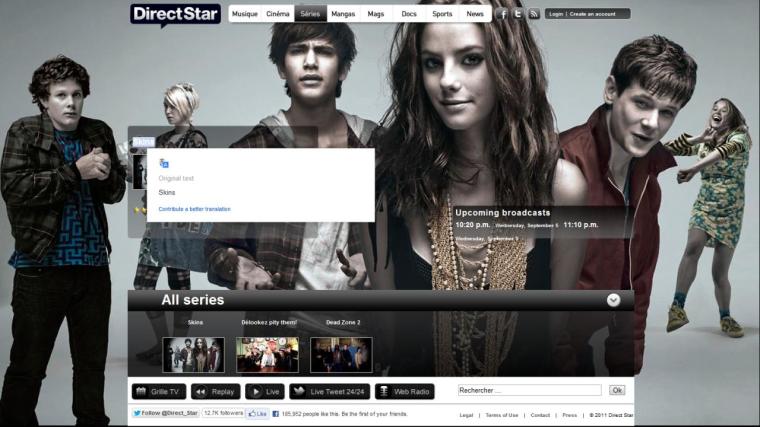 Direct Star
Musique Cinéma Séries Mangas Mags Docs Sports News
Login | Create an account
Skins
Original text
Skins
Contribute a better translation
Upcoming broadcasts
10:20 p.m. Wednesday, September 5 11:10 p.m.
Wednesday, September 5
All series
Skins Délookez pity them! Dead Zone 2
Grille TV Replay Live Live Tweet 24/24 Web Radio
Rechercher ... Ok
Follow @Direct_Star 12.7K followers Like 185,952 people like this. Be the first of your friends.
Legal | Terms of Use | Contact | Press | © 2011 Direct Star